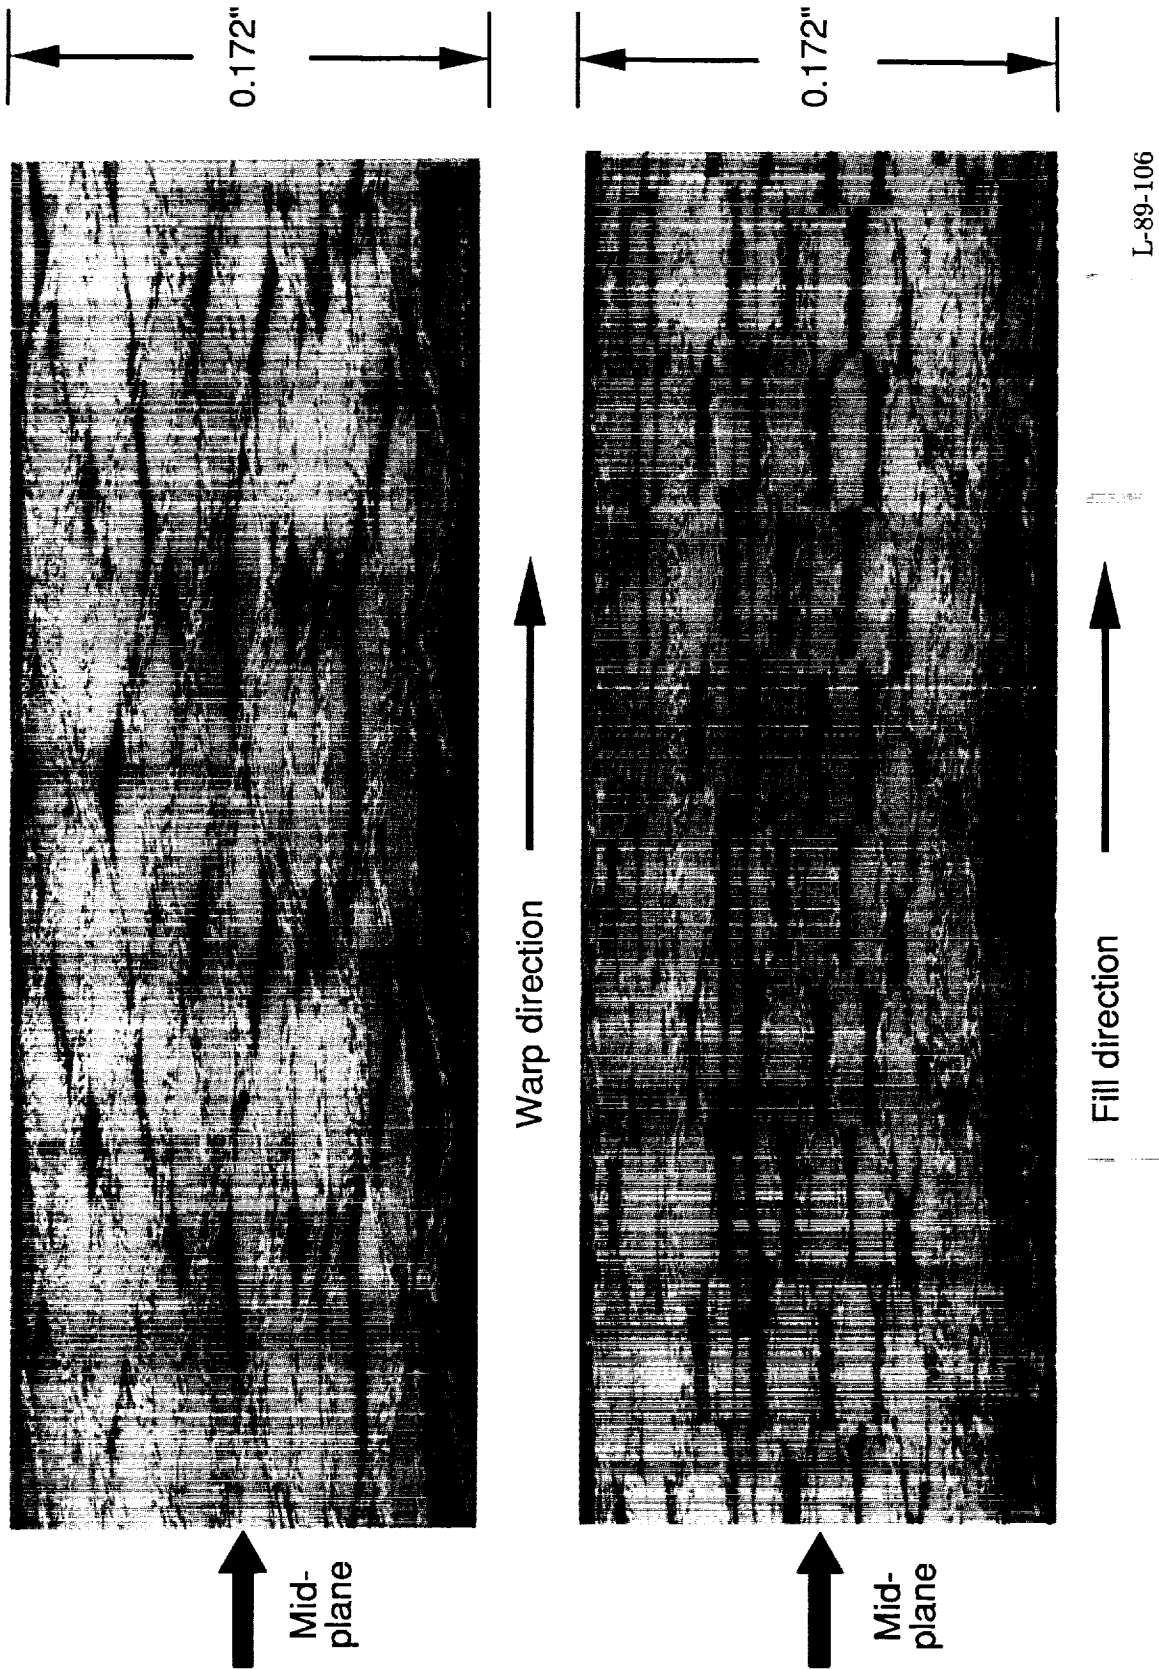 0.172"
Mid-
plane
Warp direction
0.172"
Mid-
plane
Fill direction
L-89-106